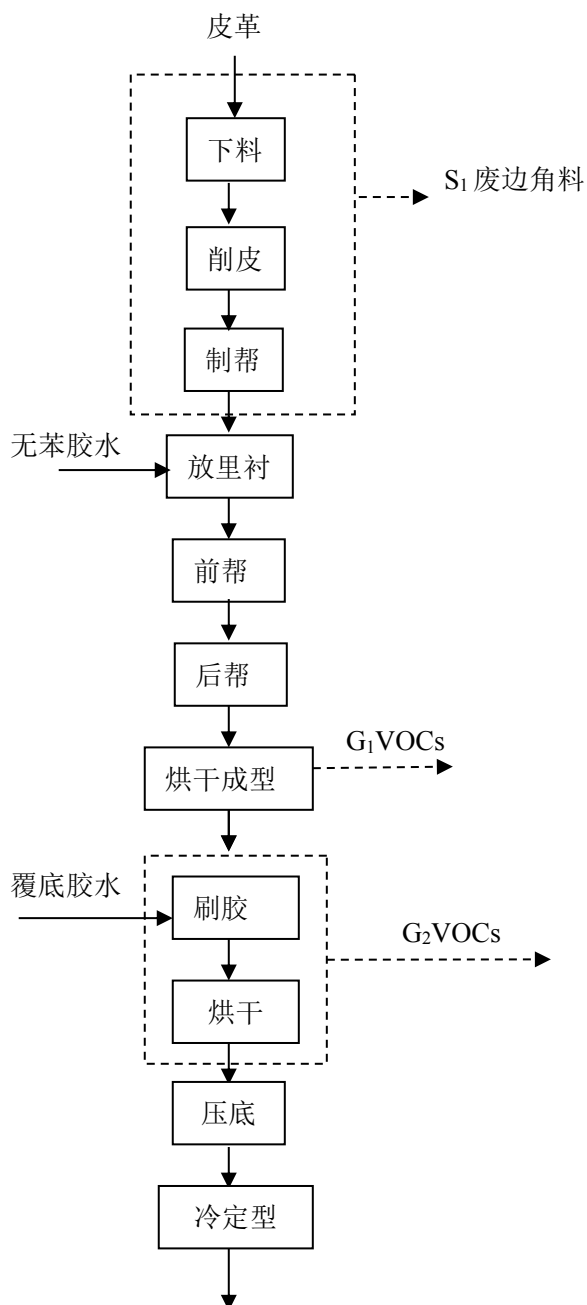 皮革
下料
S₁ 废边角料
削皮
制帮
无苯胶水
放里衬
前帮
后帮
G₁VOCs
烘干成型
覆底胶水
刷胶
G₂VOCs
烘干
压底
冷定型